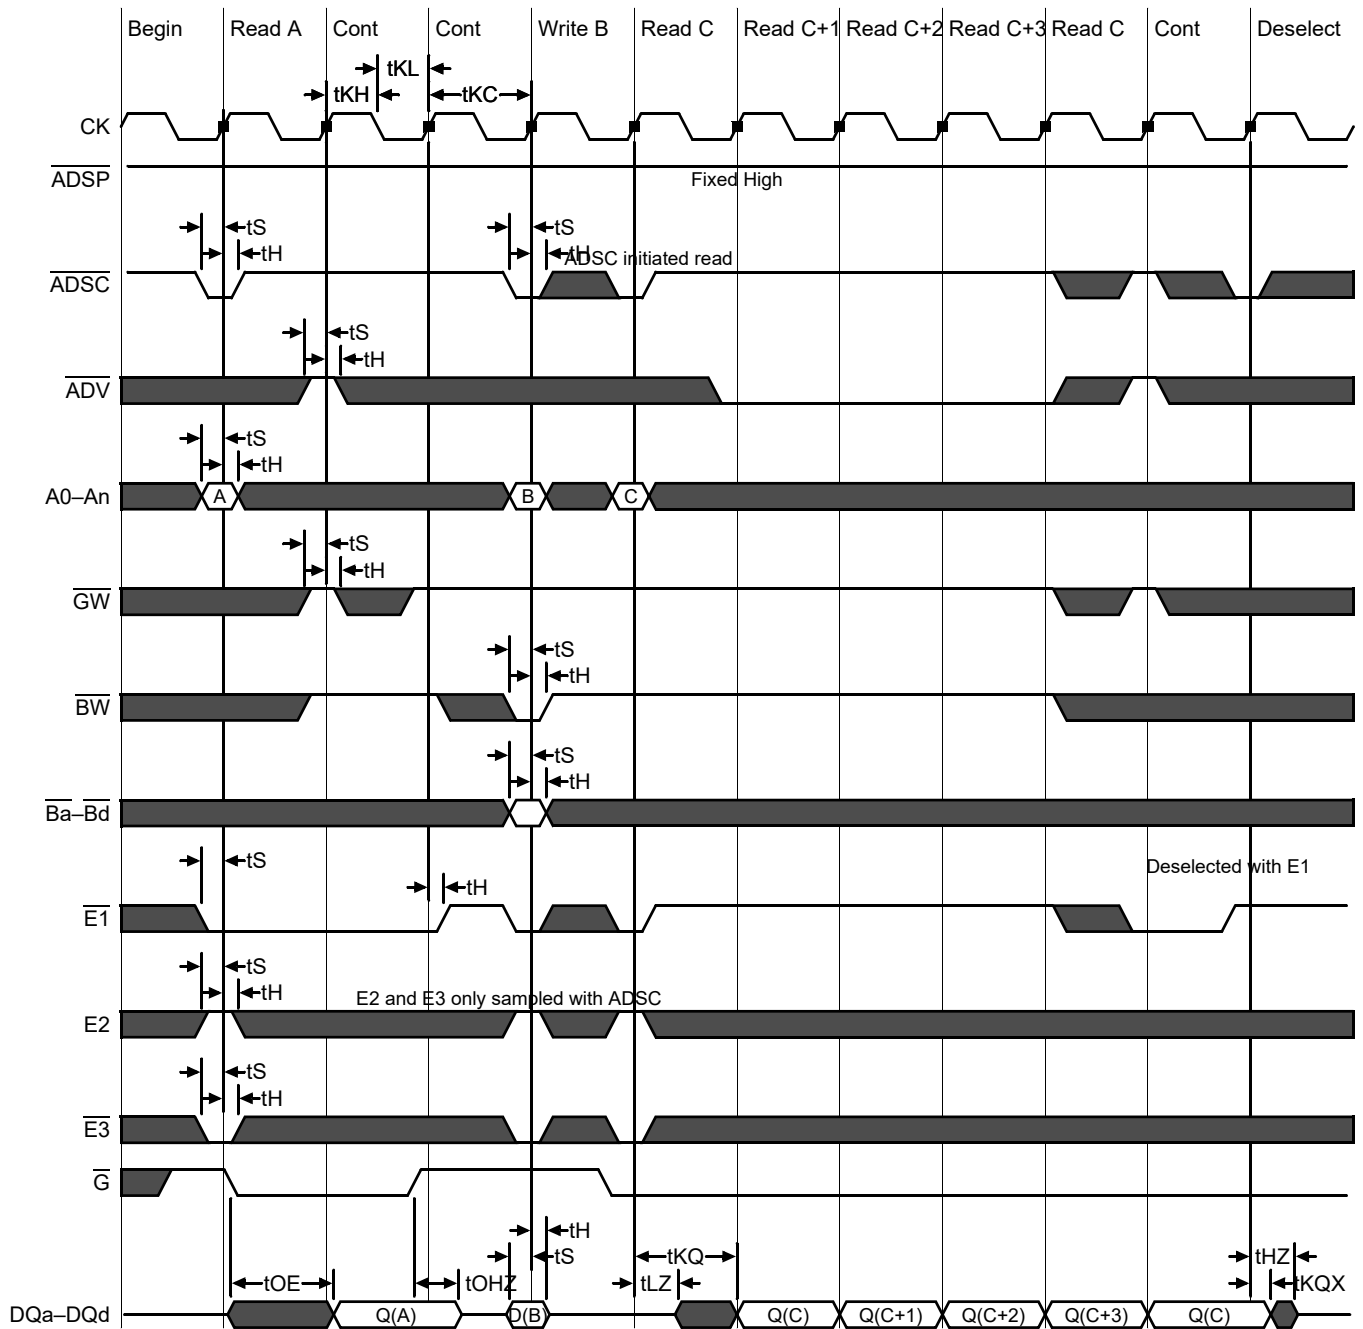 Begin Read A Cont Cont Write B Read C Read C+1 Read C+2 Read C+3 Read C Cont Deselect
tKL
tKH tKC
CK
ADSP
Fixed High
tS tS
tH tH
ADSC initiated read
ADSC
tS
tH
ADV
tS
tH
A0–An A B C
tS
tH
GW
tS
tH
BW
tS
tH
Ba–Bd
tS
Deselected with E1
tH
E1
tS
tH
E2 and E3 only sampled with ADSC
E2
tS
tH
E3
G
tH
tS tKQ tHZ
tOE tOHZ tLZ tKQX
DQa–DQd Q(A) D(B) Q(C) Q(C+1) Q(C+2) Q(C+3) Q(C)